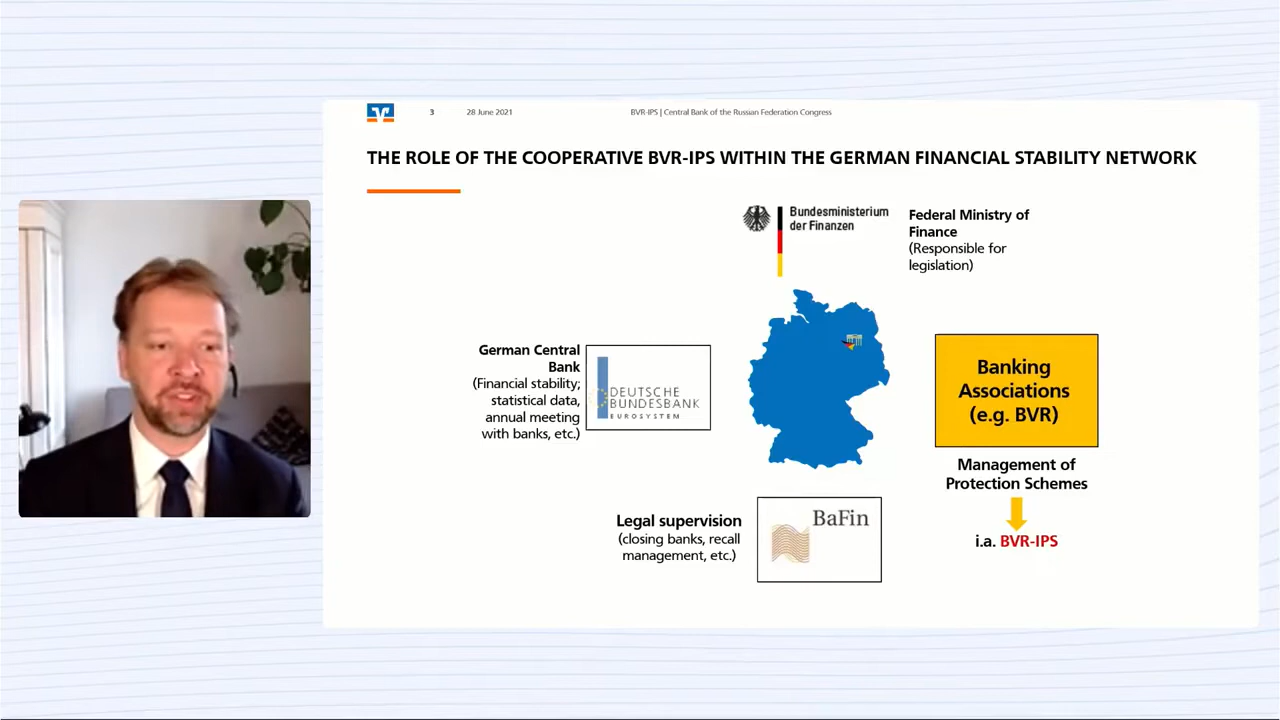 3 28 June 2021 BVR-IPS | Central Bank of the Russian Federation Congress
THE ROLE OF THE COOPERATIVE BVR-IPS WITHIN THE GERMAN FINANCIAL STABILITY NETWORK
Bundesministerium
der Finanzen
Federal Ministry of
Finance
(Responsible for
legislation)
German Central
Bank
(Financial stability;
statistical data,
annual meeting
with banks, etc.)
DEUTSCHE
BUNDESBANK
EUROSYSTEM
Banking
Associations
(e.g. BVR)
Management of
Protection Schemes
i.a. BVR-IPS
Legal supervision
(closing banks, recall
management, etc.)
BaFin